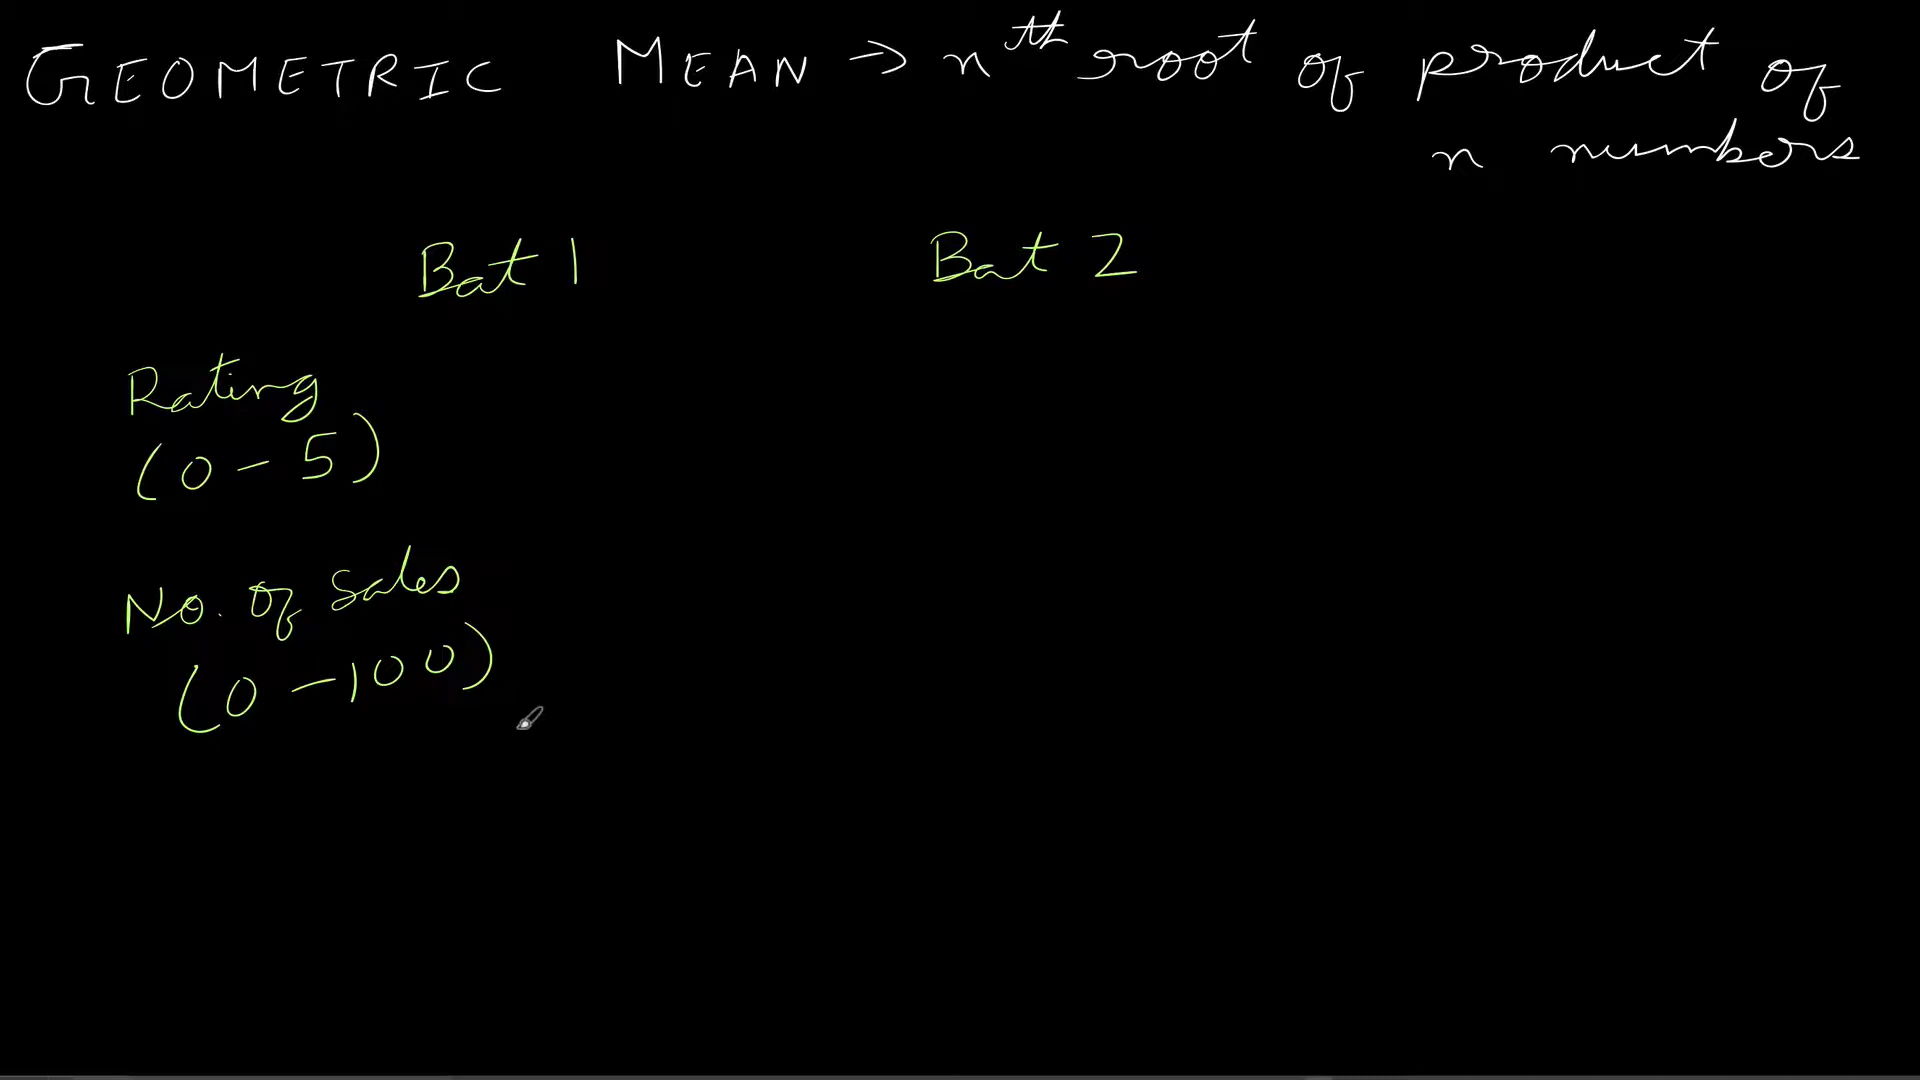 GEOMETRIC MEAN → nth root of product of
n numbers
Bat 1 Bat 2
Rating
(0 - 5)
No. of sales
(0 - 100)